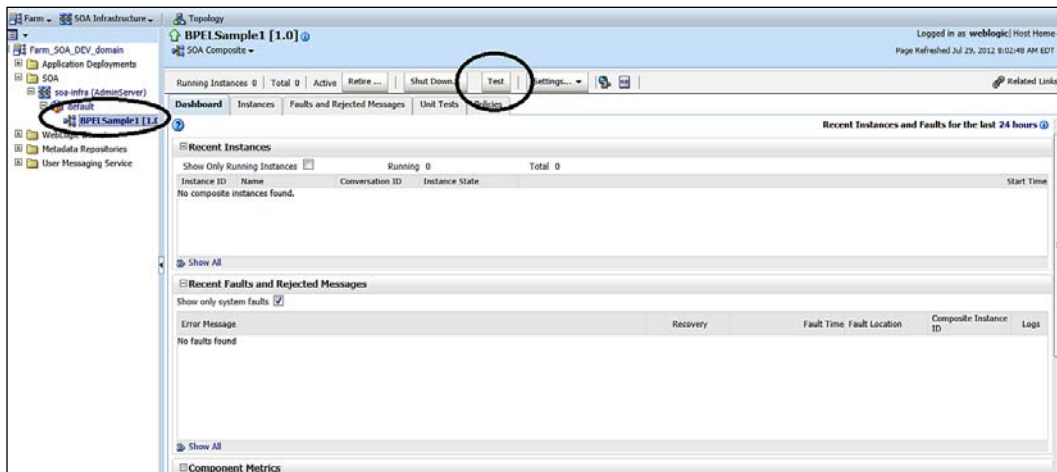 Farm SOA Infrastructure Topology
BPELSample1 [1.0]
SOA Composite
Logged in as weblogic| Host Home
Page Refreshed Jul 29, 2012 8:02:48 AM EDT
Farm_SOA_DEV_domain
Application Deployments
SOA
soa-infra (AdminServer)
default
BPELSample1 [1.
Metadata Repositories
User Messaging Service
Running Instances 0 Total 0 Active Retire ... Shut Down. Test Settings... Related Links
Dashboard Instances Faults and Rejected Messages Unit Tests Policies
Recent Instances and Faults for the last 24 hours
Recent Instances
Show Only Running Instances Running 0 Total 0
Instance ID Name Conversation ID Instance State Start Time
No composite instances found.
Show All
Recent Faults and Rejected Messages
Show only system faults
Error Message Recovery Fault Time Fault Location Composite Instance ID Logs
No faults found
Show All
Component Metrics